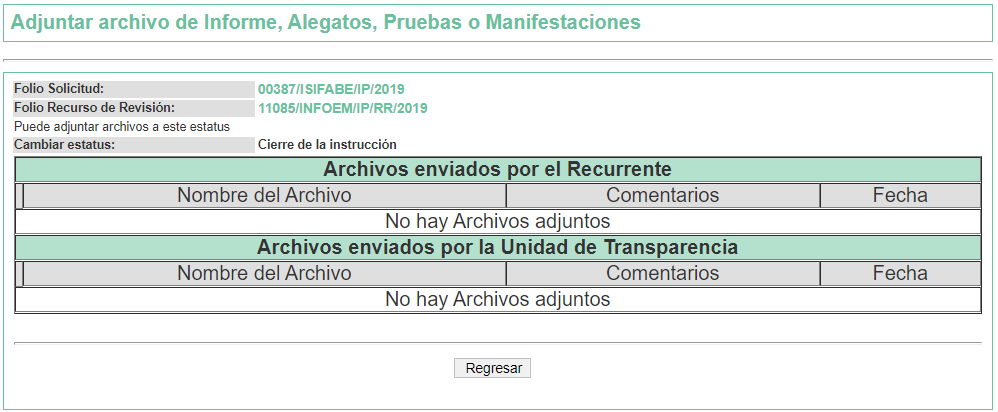 Adjuntar archivo de Informe, Alegatos, Pruebas o Manifestaciones
Folio Solicitud: 00387/ISIFABE/IP/2019
Folio Recurso de Revisión: 11085/INFOEM/IP/RR/2019
Puede adjuntar archivos a este estatus
Cambiar estatus: Cierre de la instrucción
Archivos enviados por el Recurrente
Nombre del Archivo Comentarios Fecha
No hay Archivos adjuntos
Archivos enviados por la Unidad de Transparencia
Nombre del Archivo Comentarios Fecha
No hay Archivos adjuntos
Regresar